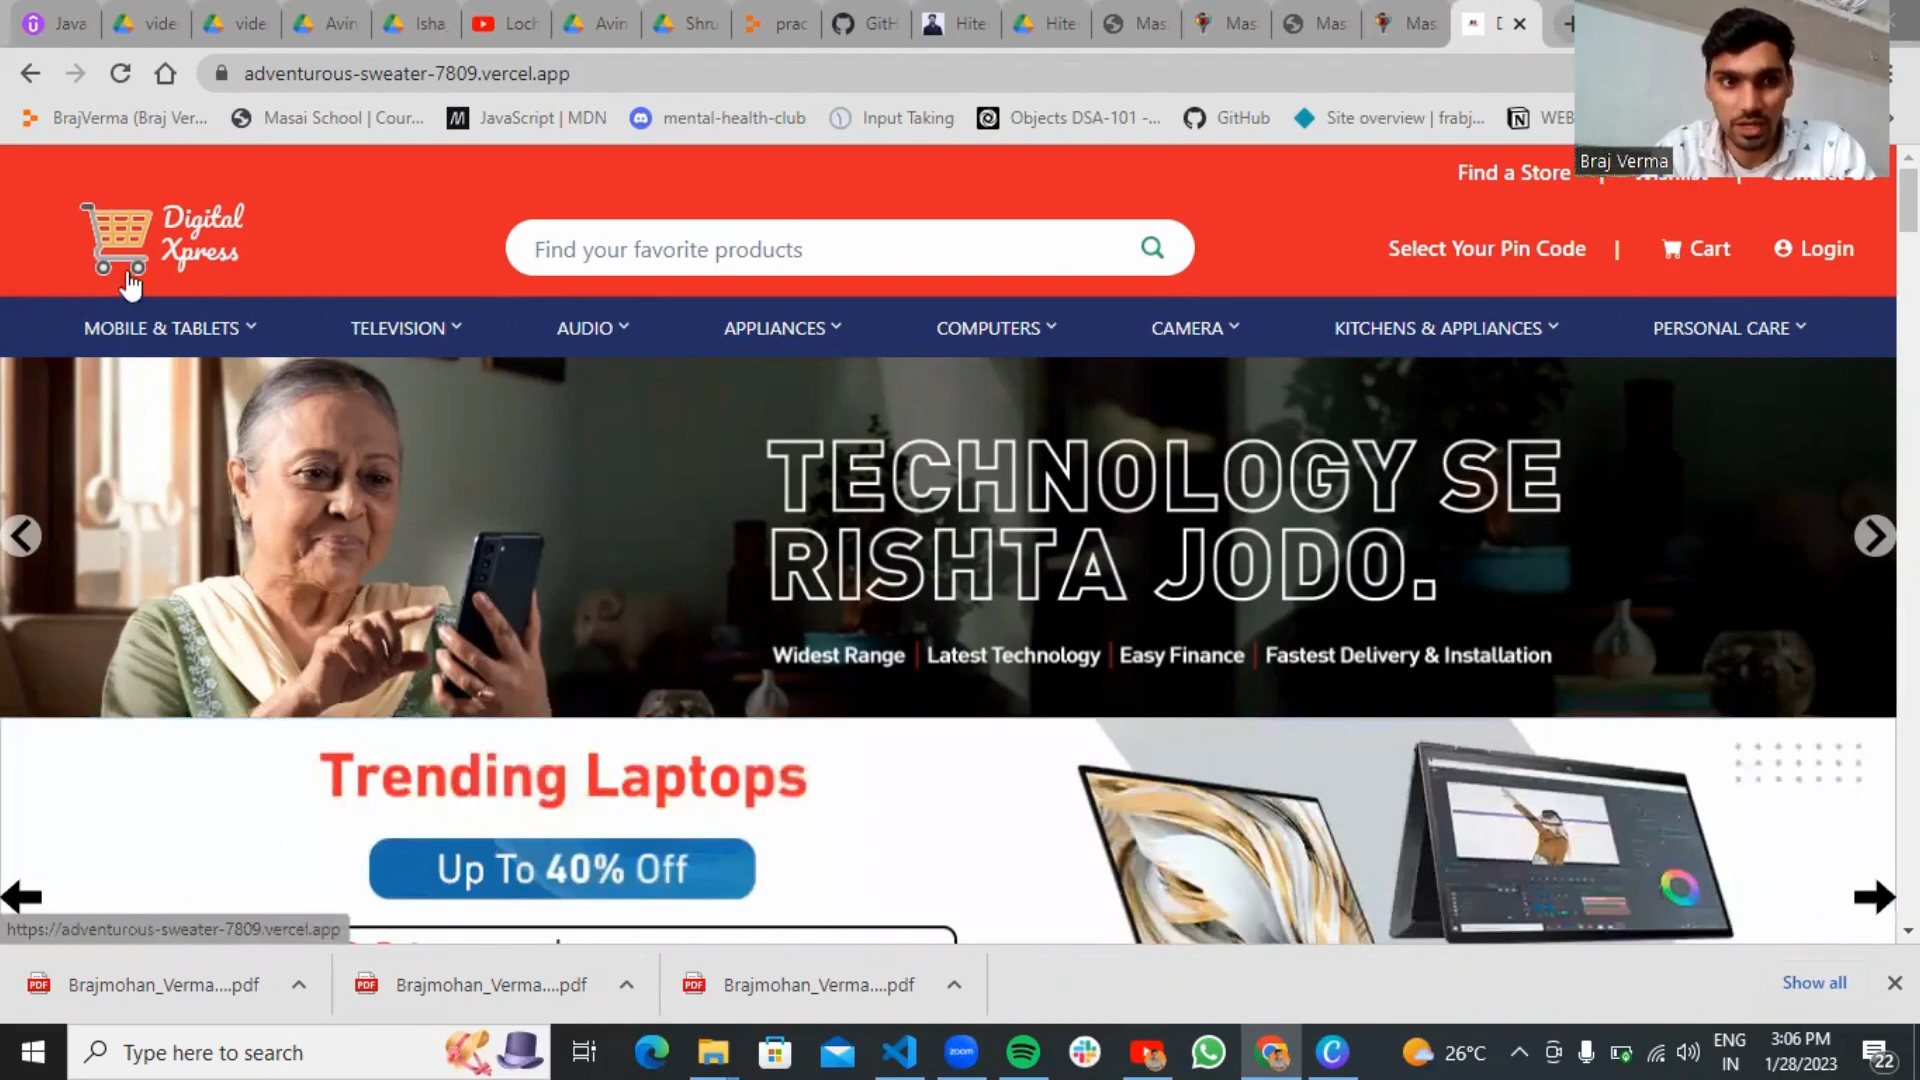 Java
vide
vide
Avin
Isha
Loch
Avin
Shru
prac
GitH
Hite
Hite
Mas
Mas
Mas
Mas
adventurous-sweater-7809.vercel.app
BrajVerma (Braj Ver...
Masai School | Cour...
JavaScript | MDN
mental-health-club
Input Taking
Objects DSA-101 -...
GitHub
Site overview | frabj...
WEB
Braj Verma
Find a Store |
Digital
Xpress
Find your favorite products
Select Your Pin Code |
Cart
Login
MOBILE & TABLETS
TELEVISION
AUDIO
APPLIANCES
COMPUTERS
CAMERA
KITCHENS & APPLIANCES
PERSONAL CARE
TECHNOLOGY SE
RISHTA JODO.
Widest Range | Latest Technology | Easy Finance | Fastest Delivery & Installation
Trending Laptops
Up To 40% Off
https://adventurous-sweater-7809.vercel.app
Brajmohan_Verma....pdf
Brajmohan_Verma....pdf
Brajmohan_Verma....pdf
Show all
Type here to search
zoom
26°C
ENG
IN
3:06 PM
1/28/2023
22